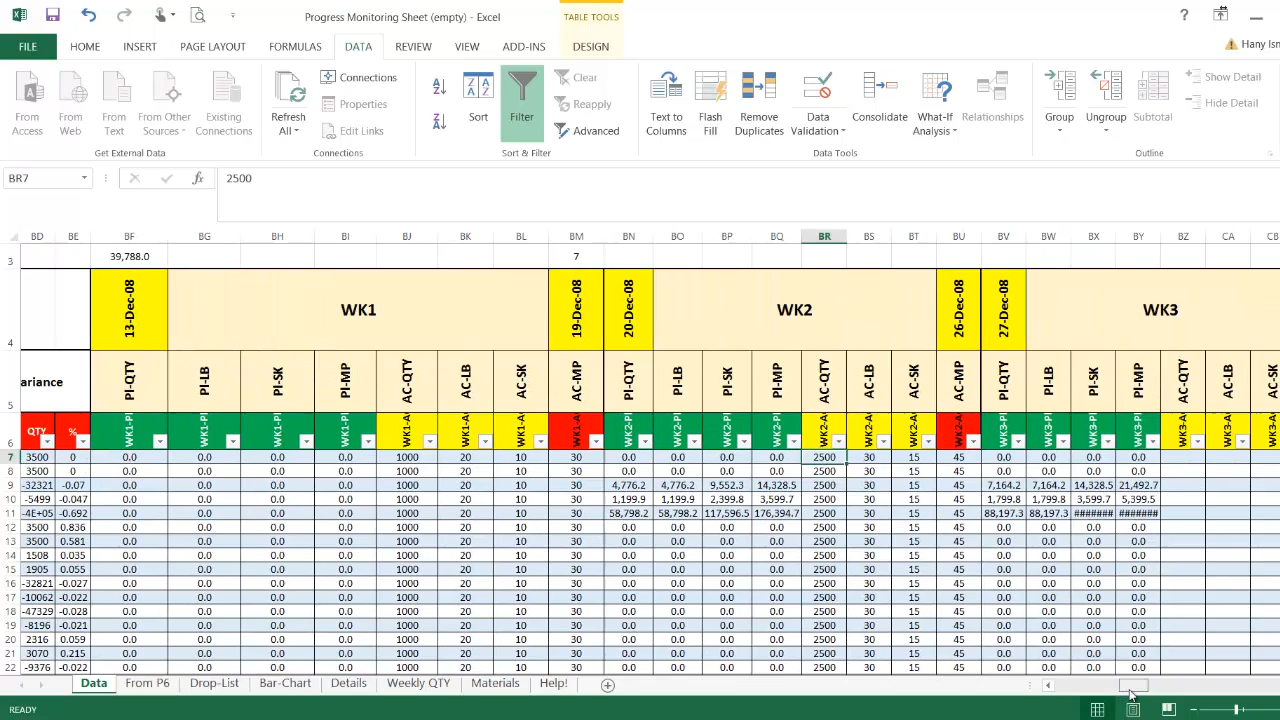 Progress Monitoring Sheet (empty) - Excel
TABLE TOOLS
?
FILE HOME INSERT PAGE LAYOUT FORMULAS DATA REVIEW VIEW ADD-INS DESIGN Hany Isn
From Access
From Web
From Text
From Other Sources
Existing Connections
Get External Data
Refresh All
Connections
Properties
Edit Links
Connections
Sort
Filter
Clear
Reapply
Advanced
Sort & Filter
Text to Columns
Flash Fill
Remove Duplicates
Data Validation
Consolidate
What-If Analysis
Relationships
Data Tools
Group
Ungroup
Subtotal
Show Detail
Hide Detail
Outline
BR7 fx 2500
BD BE BF BG BH BI BJ BK BL BM BN BO BP BQ BR BS BT BU BV BW BX BY BZ CA CB
3 39,788.0 7
4 13-Dec-08 WK1 19-Dec-08 20-Dec-08 WK2 26-Dec-08 27-Dec-08 WK3
5 ariance PI-QTY PI-LB PI-SK PI-MP AC-QTY AC-LB AC-SK AC-MP PI-QTY PI-LB PI-SK PI-MP AC-QTY AC-LB AC-SK AC-MP PI-QTY PI-LB PI-SK PI-MP AC-QTY AC-LB AC-SK
6 QTY % WK1-PI WK1-PI WK1-PI WK1-PI WK1-A WK1-A WK1-A WK1-A WK2-PI WK2-PI WK2-PI WK2-PI WK2-A WK2-A WK2-A WK2-A WK3-PI WK3-PI WK3-PI WK3-PI WK3-A WK3-A WK3-A
7 3500 0 0.0 0.0 0.0 0.0 1000 20 10 30 0.0 0.0 0.0 0.0 2500 30 15 45 0.0 0.0 0.0 0.0
8 3500 0 0.0 0.0 0.0 0.0 1000 20 10 30 0.0 0.0 0.0 0.0 2500 30 15 45 0.0 0.0 0.0 0.0
9 -32321 -0.07 0.0 0.0 0.0 0.0 1000 20 10 30 4,776.2 4,776.2 9,552.3 14,328.5 2500 30 15 45 7,164.2 7,164.2 14,328.5 21,492.7
10 -5499 -0.047 0.0 0.0 0.0 0.0 1000 20 10 30 1,199.9 1,199.9 2,399.8 3,599.7 2500 30 15 45 1,799.8 1,799.8 3,599.7 5,399.5
11 -4E+05 -0.692 0.0 0.0 0.0 0.0 1000 20 10 30 58,798.2 58,798.2 117,596.5 176,394.7 2500 30 15 45 88,197.3 88,197.3 ####### #######
12 3500 0.836 0.0 0.0 0.0 0.0 1000 20 10 30 0.0 0.0 0.0 0.0 2500 30 15 45 0.0 0.0 0.0 0.0
13 3500 0.581 0.0 0.0 0.0 0.0 1000 20 10 30 0.0 0.0 0.0 0.0 2500 30 15 45 0.0 0.0 0.0 0.0
14 1508 0.035 0.0 0.0 0.0 0.0 1000 20 10 30 0.0 0.0 0.0 0.0 2500 30 15 45 0.0 0.0 0.0 0.0
15 1905 0.055 0.0 0.0 0.0 0.0 1000 20 10 30 0.0 0.0 0.0 0.0 2500 30 15 45 0.0 0.0 0.0 0.0
16 -32821 -0.027 0.0 0.0 0.0 0.0 1000 20 10 30 0.0 0.0 0.0 0.0 2500 30 15 45 0.0 0.0 0.0 0.0
17 -10062 -0.022 0.0 0.0 0.0 0.0 1000 20 10 30 0.0 0.0 0.0 0.0 2500 30 15 45 0.0 0.0 0.0 0.0
18 -47329 -0.028 0.0 0.0 0.0 0.0 1000 20 10 30 0.0 0.0 0.0 0.0 2500 30 15 45 0.0 0.0 0.0 0.0
19 -8196 -0.021 0.0 0.0 0.0 0.0 1000 20 10 30 0.0 0.0 0.0 0.0 2500 30 15 45 0.0 0.0 0.0 0.0
20 2316 0.059 0.0 0.0 0.0 0.0 1000 20 10 30 0.0 0.0 0.0 0.0 2500 30 15 45 0.0 0.0 0.0 0.0
21 3070 0.215 0.0 0.0 0.0 0.0 1000 20 10 30 0.0 0.0 0.0 0.0 2500 30 15 45 0.0 0.0 0.0 0.0
22 -9376 -0.022 0.0 0.0 0.0 0.0 1000 20 10 30 0.0 0.0 0.0 0.0 2500 30 15 45 0.0 0.0 0.0 0.0
Data From P6 Drop-List Bar-Chart Details Weekly QTY Materials Help!
READY